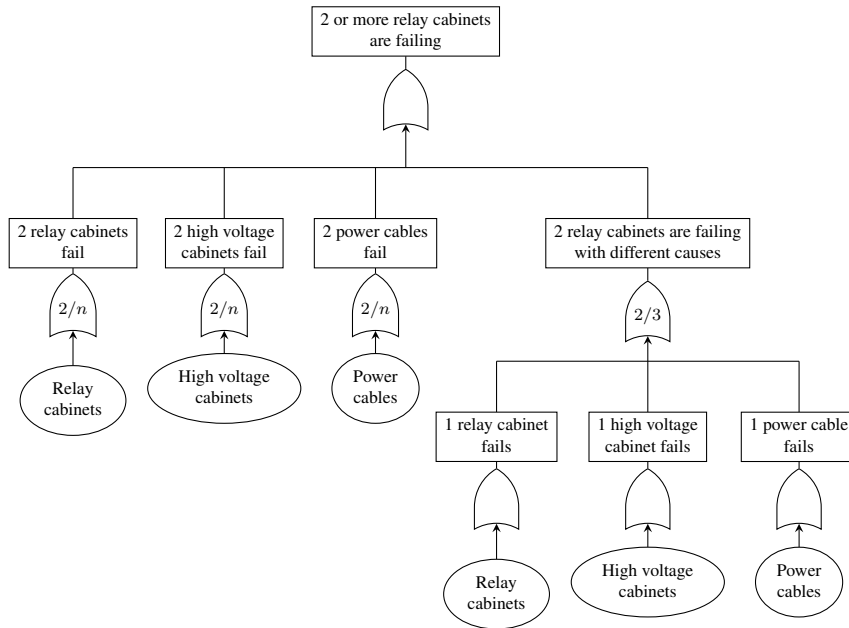 2 or more relay cabinets
are failing
2 relay cabinets
fail
2 high voltage
cabinets fail
2 power cables
fail
2 relay cabinets are failing
with different causes
2/n
2/n
2/n
2/3
Relay
cabinets
High voltage
cabinets
Power
cables
1 relay cabinet
fails
1 high voltage
cabinet fails
1 power cable
fails
Relay
cabinets
High voltage
cabinets
Power
cables